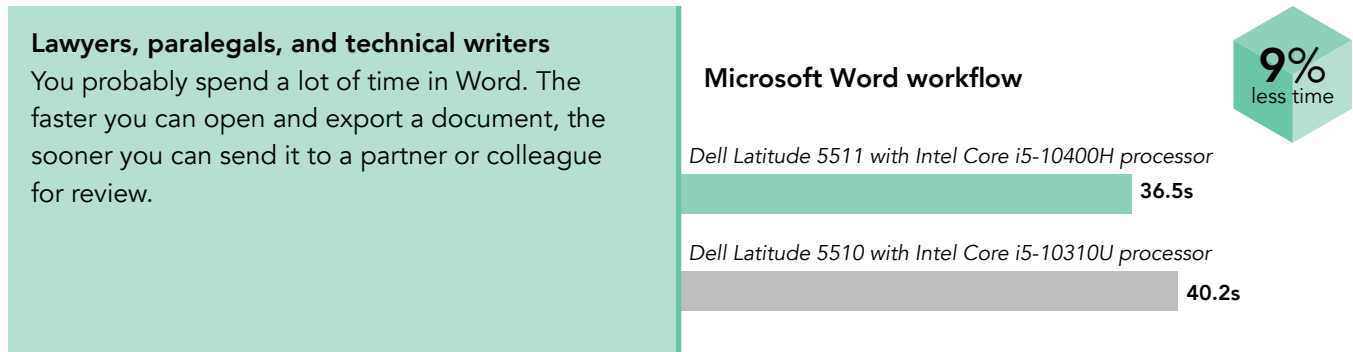 Lawyers, paralegals, and technical writers
You probably spend a lot of time in Word. The
faster you can open and export a document, the
sooner you can send it to a partner or colleague
for review.
Microsoft Word workflow
9%
less time
Dell Latitude 5511 with Intel Core i5-10400H processor
36.5s
Dell Latitude 5510 with Intel Core i5-10310U processor
40.2s